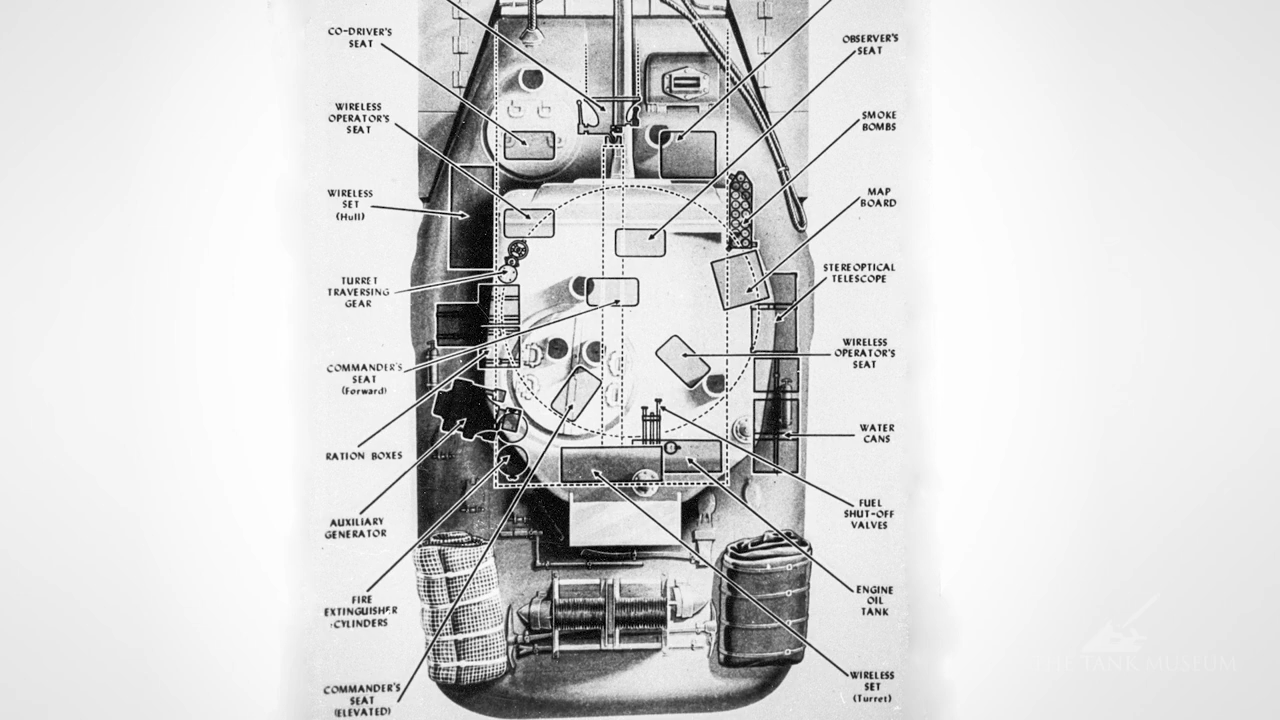 CO-DRIVER'S
SEAT
WIRELESS
OPERATOR'S
SEAT
WIRELESS
SET
(Hull)
TURRET
TRAVERSING
GEAR
COMMANDER'S
SEAT
(Forward)
RATION BOXES
AUXILIARY
GENERATOR
FIRE
EXTINGUISHER
CYLINDERS
COMMANDER'S
SEAT
(ELEVATED)
OBSERVER'S
SEAT
SMOKE
BOMBS
MAP
BOARD
STEREOPTICAL
TELESCOPE
WIRELESS
OPERATOR'S
SEAT
WATER
CANS
FUEL
SHUT-OFF
VALVES
ENGINE
OIL
TANK
WIRELESS
SET
(Turret)
THE TANK MUSEUM